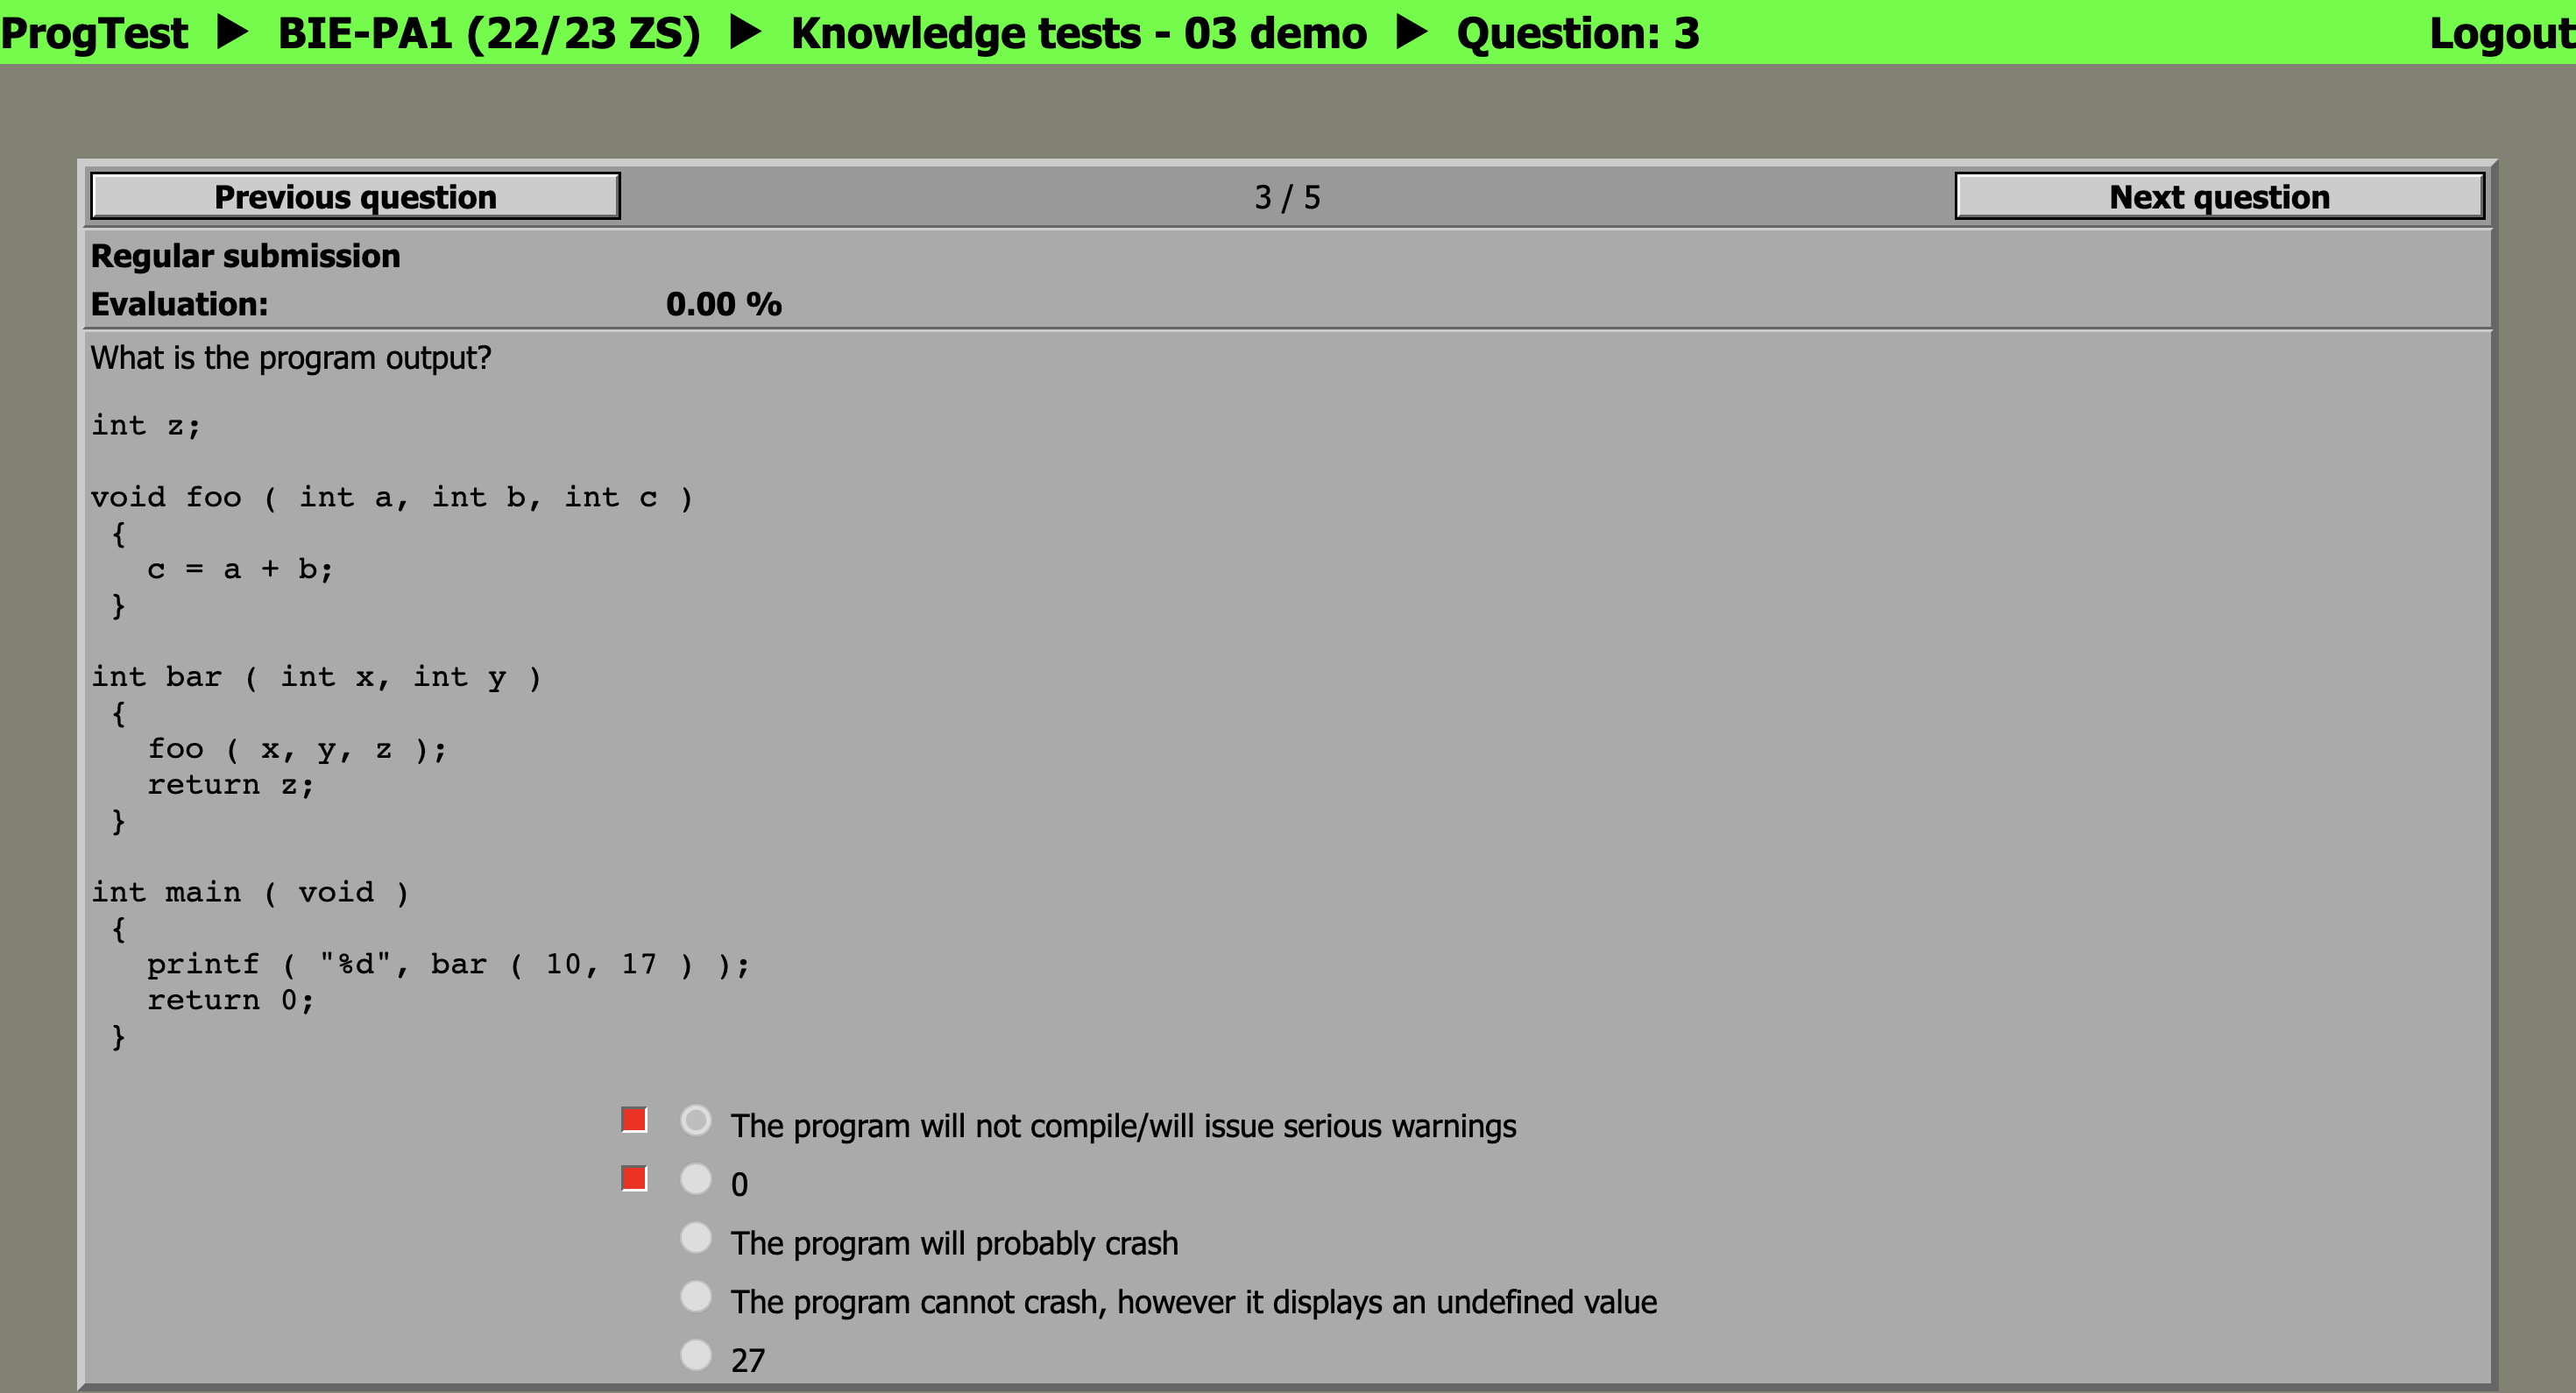 ProgTest ▶ BIE-PA1 (22/23 ZS) ▶ Knowledge tests - 03 demo ▶ Question: 3 Logout
Previous question 3 / 5 Next question
Regular submission
Evaluation: 0.00 %
What is the program output?
int z;
void foo ( int a, int b, int c )
{
c = a + b;
}
int bar ( int x, int y )
{
foo ( x, y, z );
return z;
}
int main ( void )
{
printf ( "%d", bar ( 10, 17 ) );
return 0;
}
The program will not compile/will issue serious warnings
0
The program will probably crash
The program cannot crash, however it displays an undefined value
27